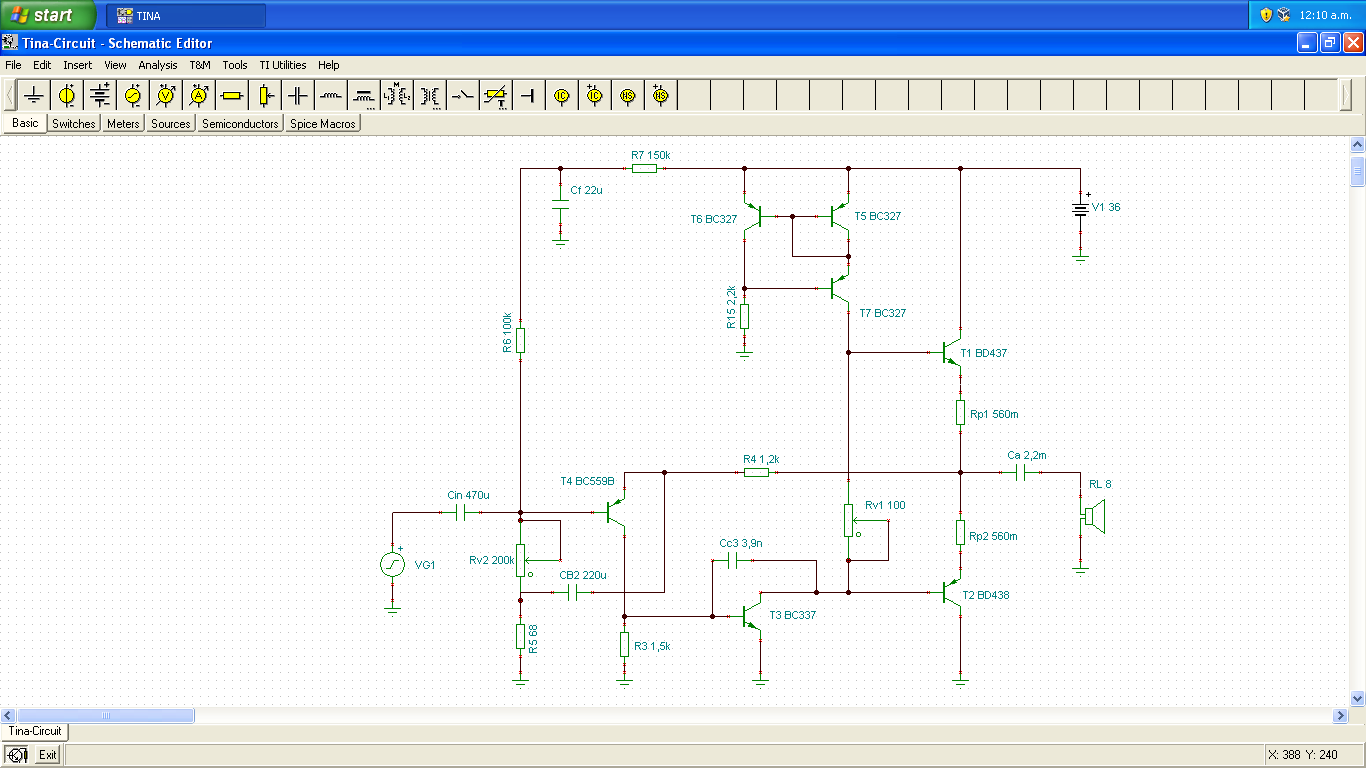 start
TINA
12:10 a.m.
Tina-Circuit - Schematic Editor
File Edit Insert View Analysis T&M Tools TI Utilities Help
Basic Switches Meters Sources Semiconductors Spice Macros
R7 150k
Cf 22u
T6 BC327
T5 BC327
V1 36
R15 2,2k
T7 BC327
R6 100k
T1 BD437
Rp1 560m
R4 1,2k
Ca 2,2m
T4 BC559B
RL 8
Cin 470u
Rv1 100
Rp2 560m
Cc3 3,9n
Rv2 200k
VG1
CB2 220u
T2 BD438
T3 BC337
R5 68
R3 1,5k
Tina-Circuit
Exit
X: 388 Y: 240